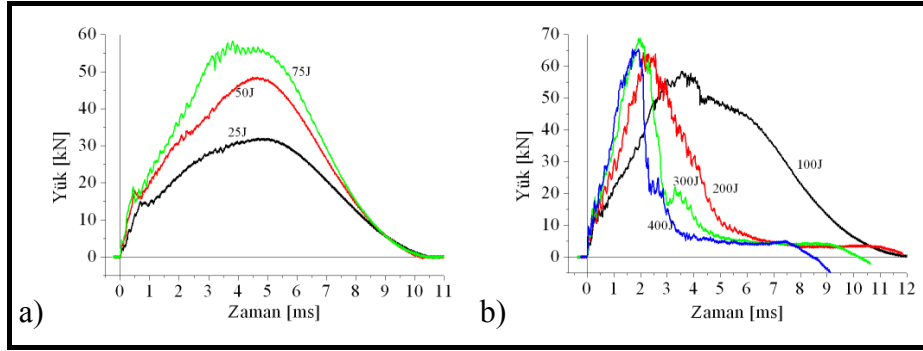 60
50
40
30
20
10
0
Yük [kN]
75J
50J
25J
0 1 2 3 4 5 6 7 8 9 10 11
Zaman [ms]
a)
70
60
50
40
30
20
10
0
Yük [kN]
100J
300J
200J
400J
0 1 2 3 4 5 6 7 8 9 10 11 12
Zaman [ms]
b)